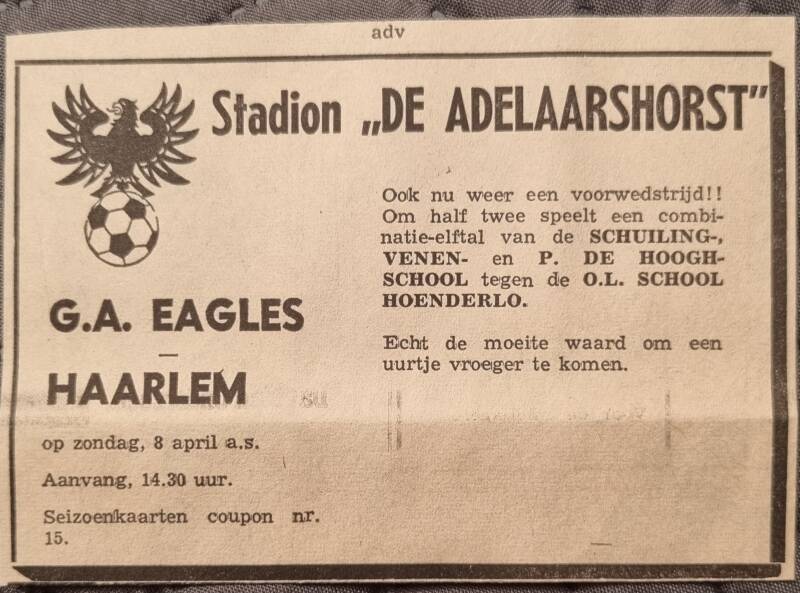 adv
Stadion „DE ADELAARSHORST"
Ook nu weer een voorwedstrijd!!
Om half twee speelt een combi-
natie-elftal van de SCHUILING-,
VENEN- en P. DE HOOGH-
SCHOOL tegen de O.L. SCHOOL
HOENDERLO.
Echt de moeite waard om een
uurtje vroeger te komen.
G.A. EAGLES
—
HAARLEM
op zondag, 8 april a.s.
Aanvang, 14.30 uur.
Seizoenkaarten coupon nr.
15.